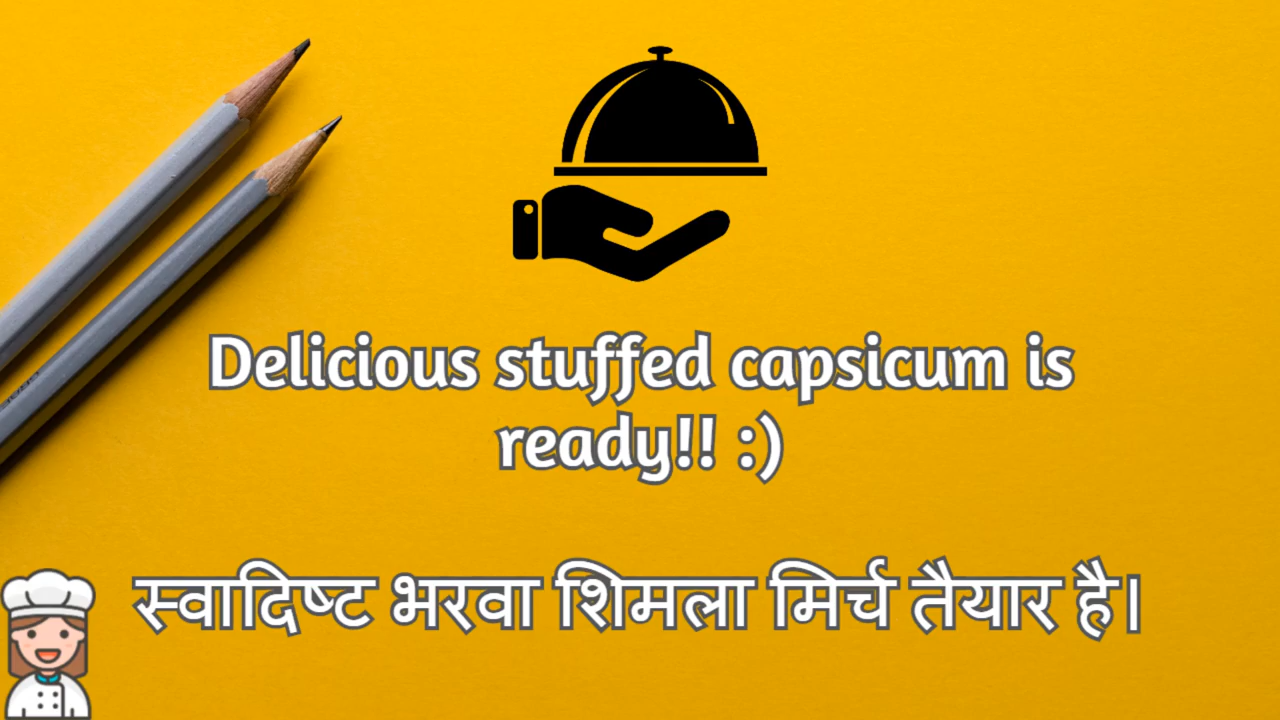 Delicious stuffed capsicum is
ready!! :)
स्वादिष्ट भरवा शिमला मिर्च तैयार है।